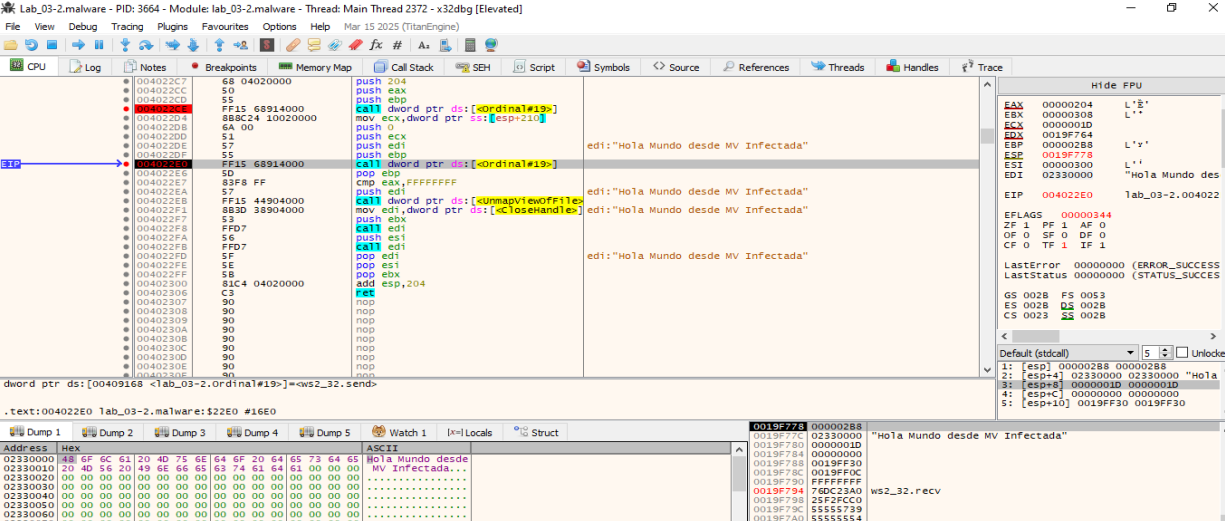 Lab_03-2.malware - PID: 3664 - Module: lab_03-2.malware - Thread: Main Thread 2372 - x32dbg [Elevated]
File View Debug Tracing Plugins Favourites Options Help Mar 15 2025 (TitanEngine)
CPU Log Notes Breakpoints Memory Map Call Stack SEH Script Symbols Source References Threads Handles Trace
004022C7 68 04020000 push 204
004022CC 50 push eax
004022CD 55 push ebp
004022CE FF15 68914000 call dword ptr ds:[<Ordinal#19>]
004022D4 8B8C24 10020000 mov ecx,dword ptr ss:[esp+210]
004022DB 6A 00 push 0
004022DD 51 push ecx
004022DE 57 push edi edi:"Hola Mundo desde MV Infectada"
004022DF 55 push ebp
EIP 004022E0 FF15 68914000 call dword ptr ds:[<Ordinal#19>]
004022E6 5D pop ebp
004022E7 83F8 FF cmp eax,FFFFFFFF
004022EA 57 push edi edi:"Hola Mundo desde MV Infectada"
004022EB FF15 44904000 call dword ptr ds:[<UnmapViewOfFile>
004022F1 8B3D 38904000 mov edi,dword ptr ds:[<CloseHandle>] edi:"Hola Mundo desde MV Infectada"
004022F7 53 push ebx
004022F8 FFD7 call edi
004022FA 56 push esi
004022FB FFD7 call edi
004022FD 5F pop edi edi:"Hola Mundo desde MV Infectada"
004022FE 5E pop esi
004022FF 5B pop ebx
00402300 81C4 04020000 add esp,204
00402306 C3 ret
00402307 90 nop
00402308 90 nop
00402309 90 nop
0040230A 90 nop
0040230B 90 nop
0040230C 90 nop
0040230D 90 nop
0040230E 90 nop
Hide FPU
EAX 00000204 L'Ȅ'
EBX 00000308
ECX 0000001D
EDX 0019F764
EBP 000002B8
ESP 0019F778
ESI 00000300
EDI 02330000 "Hola Mundo des
EIP 004022E0 lab_03-2.004022
EFLAGS 00000344
ZF 1 PF 1 AF 0
OF 0 SF 0 DF 0
CF 0 TF 1 IF 1
LastError 00000000 (ERROR_SUCCESS
LastStatus 00000000 (STATUS_SUCCES
GS 002B FS 0053
ES 002B DS 002B
CS 0023 SS 002B
Default (stdcall) 5 Unlocke
1: [esp] 000002B8 000002B8
2: [esp+4] 02330000 02330000 "Hola
3: [esp+8] 0000001D 0000001D
4: [esp+C] 00000000 00000000
5: [esp+10] 0019FF30 0019FF30
dword ptr ds:[00409168 <lab_03-2.Ordinal#19>]=<ws2_32.send>
.text:004022E0 lab_03-2.malware:$22E0 #16E0
Dump 1 Dump 2 Dump 3 Dump 4 Dump 5 Watch 1 [x=] Locals Struct
Address Hex ASCII
02330000 48 6F 6C 61 20 4D 75 6E 64 6F 20 64 65 73 64 65 Hola Mundo desde
02330010 20 4D 56 20 49 6E 66 65 63 74 61 64 61 00 00 00  MV Infectada...
02330020 00 00 00 00 00 00 00 00 00 00 00 00 00 00 00 00 ................
02330030 00 00 00 00 00 00 00 00 00 00 00 00 00 00 00 00 ................
02330040 00 00 00 00 00 00 00 00 00 00 00 00 00 00 00 00 ................
02330050 00 00 00 00 00 00 00 00 00 00 00 00 00 00 00 00 ................
02330060 00 00 00 00 00 00 00 00 00 00 00 00 00 00 00 00 ................
0019F778 000002B8
0019F77C 02330000 "Hola Mundo desde MV Infectada"
0019F780 0000001D
0019F784 00000000
0019F788 0019FF30
0019F78C 0019FF0C
0019F790 FFFFFFFF
0019F794 76DC23A0 ws2_32.recv
0019F798 25F2FCC0
0019F79C 55555739
0019F7A0 55555554